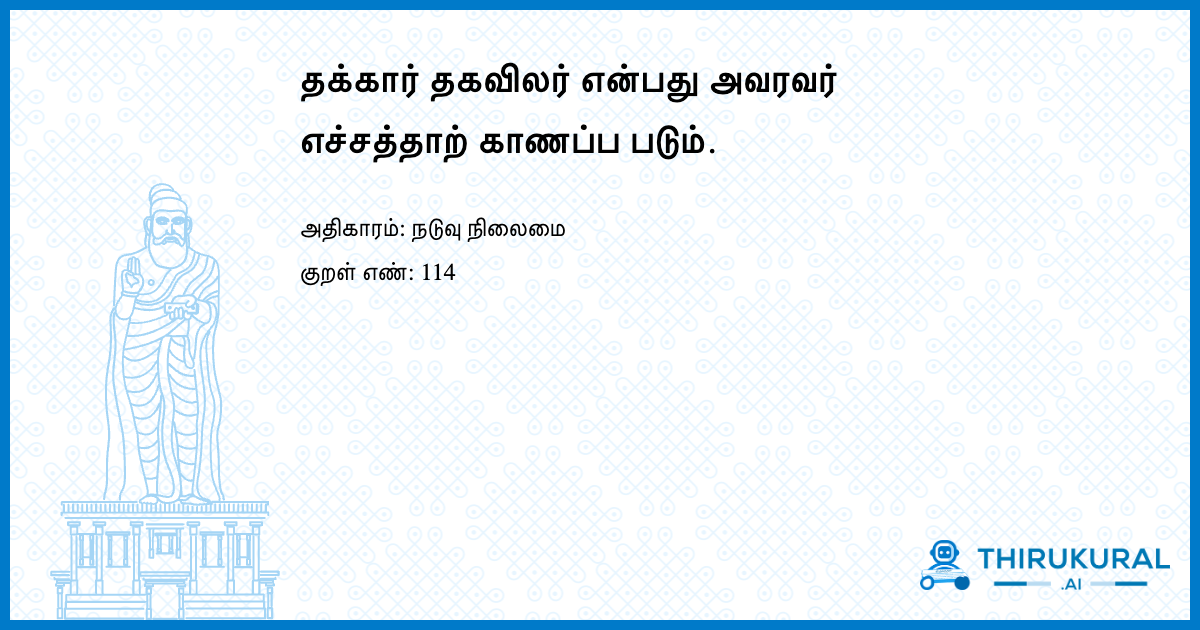 தக்கார் தகவிலர் என்பது அவரவர்
எச்சத்தாற் காணப்ப படும்.
அதிகாரம்: நடுவு நிலைமை
குறள் எண்: 114
THIRUKURAL
.AI